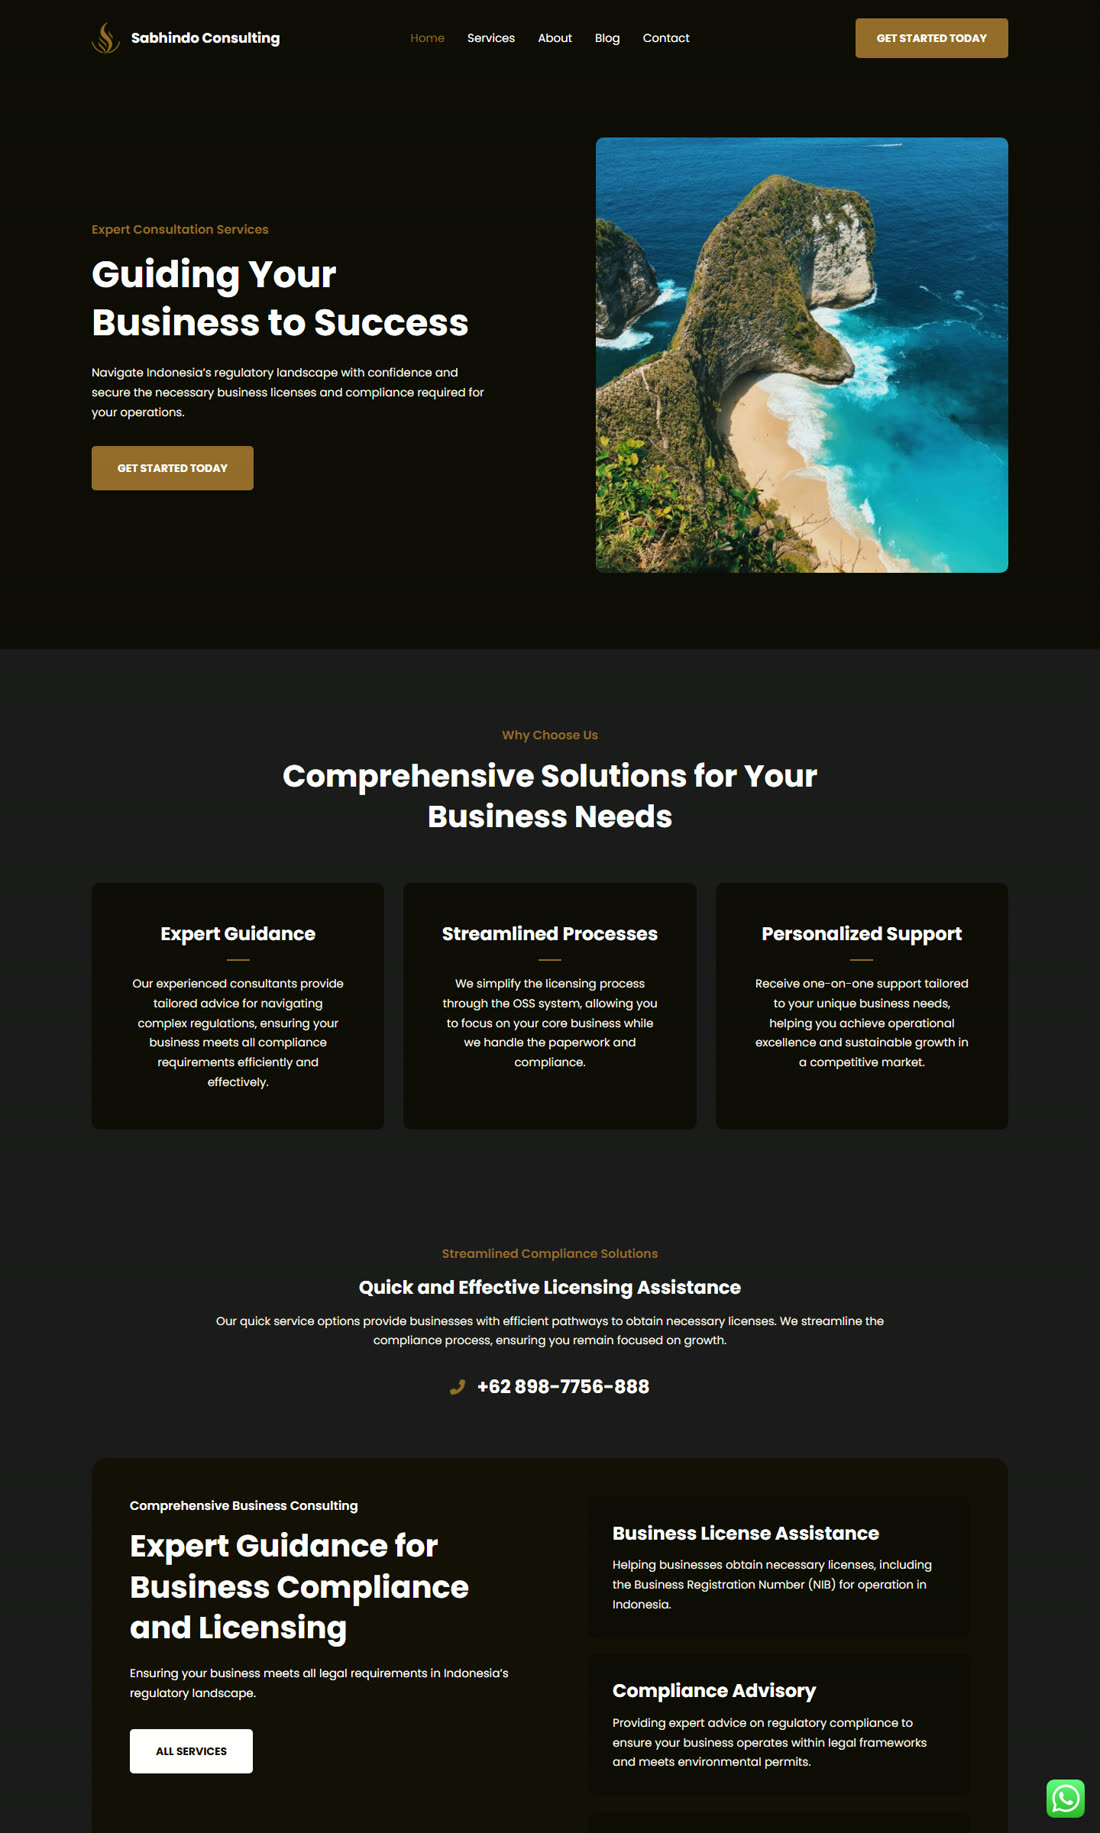 Sabhindo Consulting
Home
Services
About
Blog
Contact
GET STARTED TODAY
Expert Consultation Services
Guiding Your
Business to Success
Navigate Indonesia's regulatory landscape with confidence and
secure the necessary business licenses and compliance required for
your operations.
GET STARTED TODAY
Why Choose Us
Comprehensive Solutions for Your
Business Needs
Expert Guidance
Our experienced consultants provide
tailored advice for navigating
complex regulations, ensuring your
business meets all compliance
requirements efficiently and
effectively.
Streamlined Processes
We simplify the licensing process
through the OSS system, allowing you
to focus on your core business while
we handle the paperwork and
compliance.
Personalized Support
Receive one-on-one support tailored
to your unique business needs,
helping you achieve operational
excellence and sustainable growth in
a competitive market.
Streamlined Compliance Solutions
Quick and Effective Licensing Assistance
Our quick service options provide businesses with efficient pathways to obtain necessary licenses. We streamline the
compliance process, ensuring you remain focused on growth.
+62 898-7756-888
Comprehensive Business Consulting
Expert Guidance for
Business Compliance
and Licensing
Ensuring your business meets all legal requirements in Indonesia's
regulatory landscape.
ALL SERVICES
Business License Assistance
Helping businesses obtain necessary licenses, including
the Business Registration Number (NIB) for operation in
Indonesia.
Compliance Advisory
Providing expert advice on regulatory compliance to
ensure your business operates within legal frameworks
and meets environmental permits.